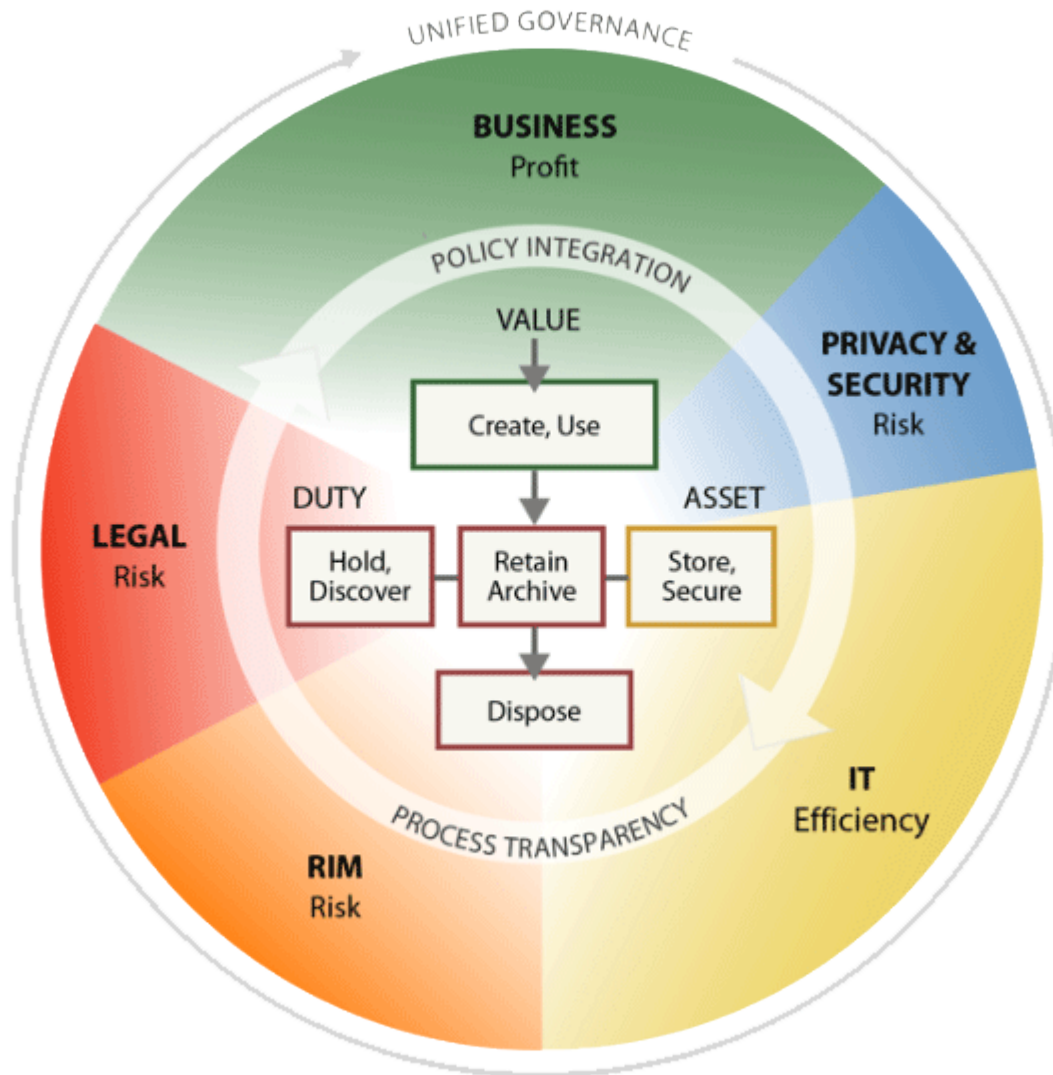 UNIFIED GOVERNANCE
BUSINESS
Profit
POLICY INTEGRATION
VALUE
PRIVACY &
SECURITY
Risk
Create, Use
DUTY
ASSET
LEGAL
Risk
Hold,
Discover
Retain
Archive
Store,
Secure
Dispose
IT
Efficiency
PROCESS TRANSPARENCY
RIM
Risk